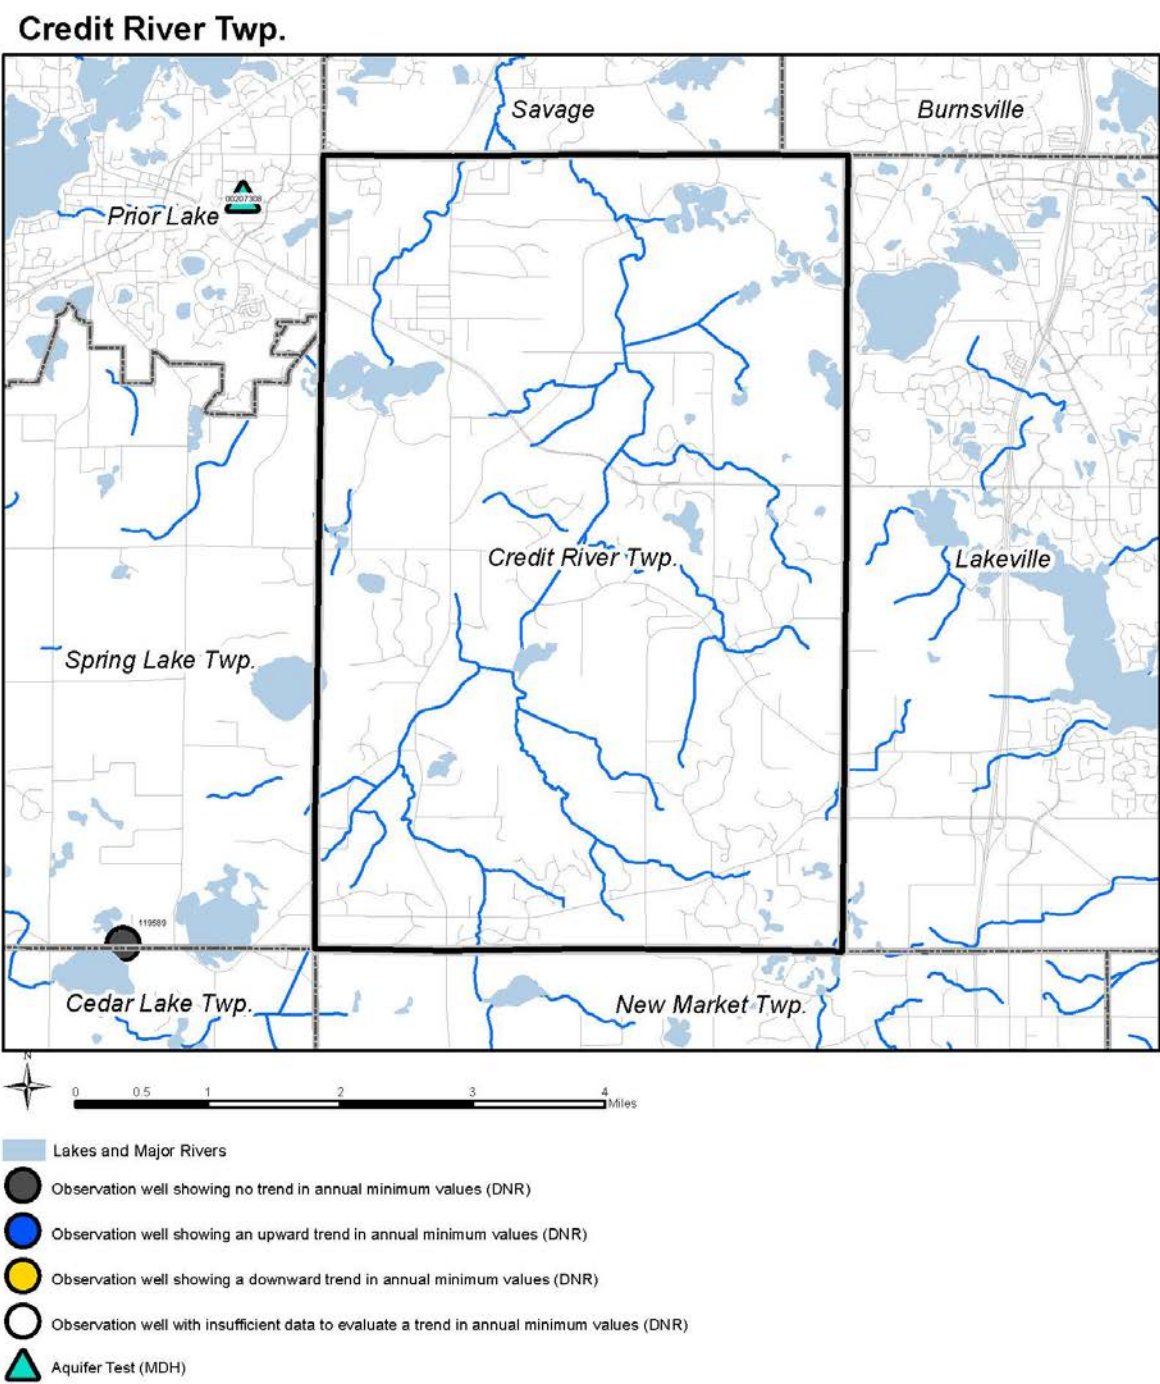 Credit River Twp.
Savage
Burnsville
00207308
Prior Lake
Credit River Twp.
Lakeville
Spring Lake Twp.
119589
Cedar Lake Twp.
New Market Twp.
N
0 0.5 1 2 3 4
Miles
Lakes and Major Rivers
Observation well showing no trend in annual minimum values (DNR)
Observation well showing an upward trend in annual minimum values (DNR)
Observation well showing a downward trend in annual minimum values (DNR)
Observation well with insufficient data to evaluate a trend in annual minimum values (DNR)
Aquifer Test (MDH)